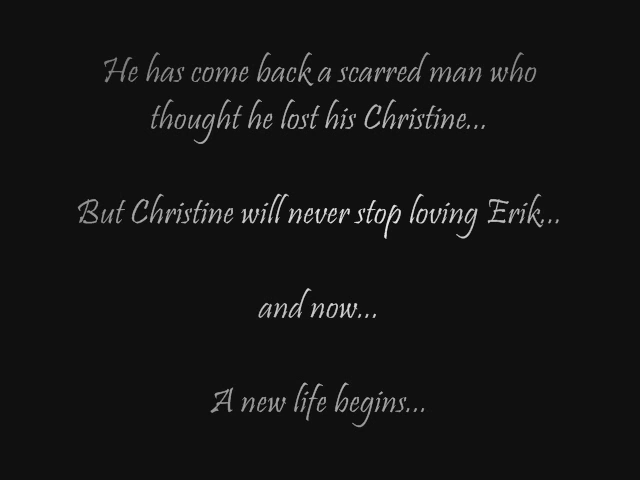 He has come back a scarred man who
thought he lost his Christine...
But Christine will never stop loving Erik...
and now...
A new life begins...